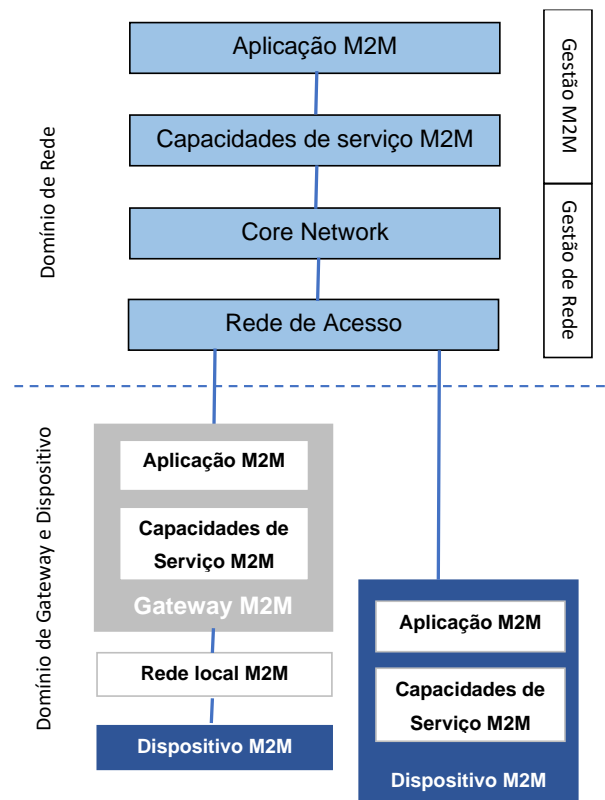 Aplicação M2M
Capacidades de serviço M2M
Core Network
Rede de Acesso
Gestão M2M
Gestão de Rede
Domínio de Rede
Domínio de Gateway e Dispositivo
Aplicação M2M
Capacidades de
Serviço M2M
Gateway M2M
Rede local M2M
Dispositivo M2M
Aplicação M2M
Capacidades de
Serviço M2M
Dispositivo M2M